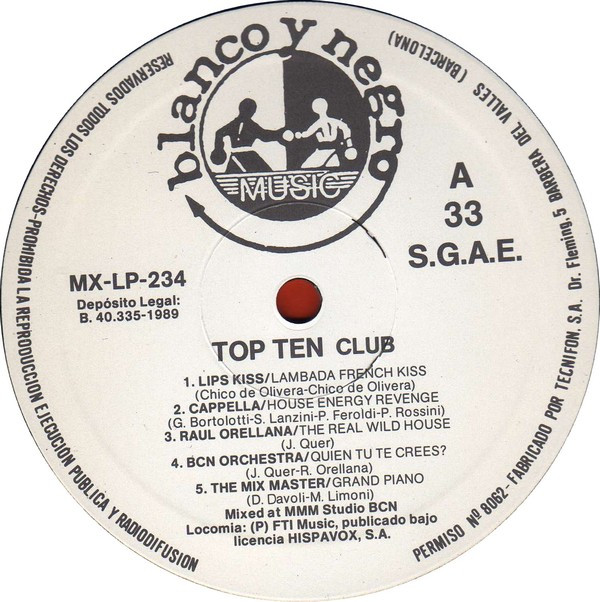 blanco y negro
MUSIC
A
33
S.G.A.E.
MX-LP-234
Depósito Legal:
B. 40.335-1989
TOP TEN CLUB
1. LIPS KISS/LAMBADA FRENCH KISS
(Chico de Olivera-Chico de Olivera)
2. CAPPELLA/HOUSE ENERGY REVENGE
(G. Bortolotti-S. Lanzini-P. Feroldi-P. Rossini)
3. RAUL ORELLANA/THE REAL WILD HOUSE
(J. Quer)
4. BCN ORCHESTRA/QUIEN TU TE CREES?
(J. Quer-R. Orellana)
5. THE MIX MASTER/GRAND PIANO
(D. Davoli-M. Limoni)
Mixed at MMM Studio BCN
Locomia: (P) FTI Music, publicado bajo
licencia HISPAVOX, S.A.
RESERVADOS TODOS LOS DERECHOS-PROHIBIDA LA REPRODUCCION EJECUCIÓN PUBLICA Y RADIODIFUSION
PERMISO Nº 8062-FABRICADO POR TECNIFON, S.A. Dr. Fleming, 5 BARBERA DEL VALLES (BARCELONA)